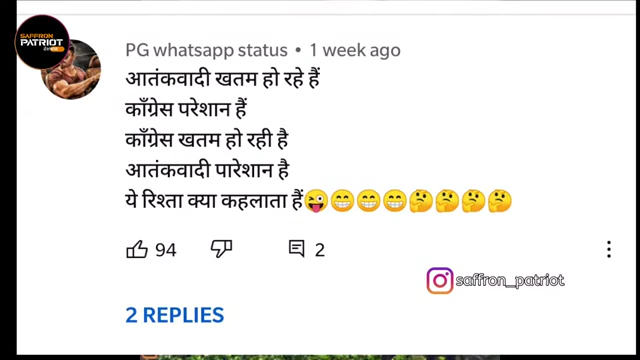 SAFFRON
PATRIOT
PG whatsapp status • 1 week ago
आतंकवादी खतम हो रहे हैं
काँग्रेस परेशान हैं
काँग्रेस खतम हो रही है
आतंकवादी पारेशान है
ये रिश्ता क्या कहलाता हैं😜😁😁😁🤔🤔🤔🤔
94 2
saffron_patriot
2 REPLIES